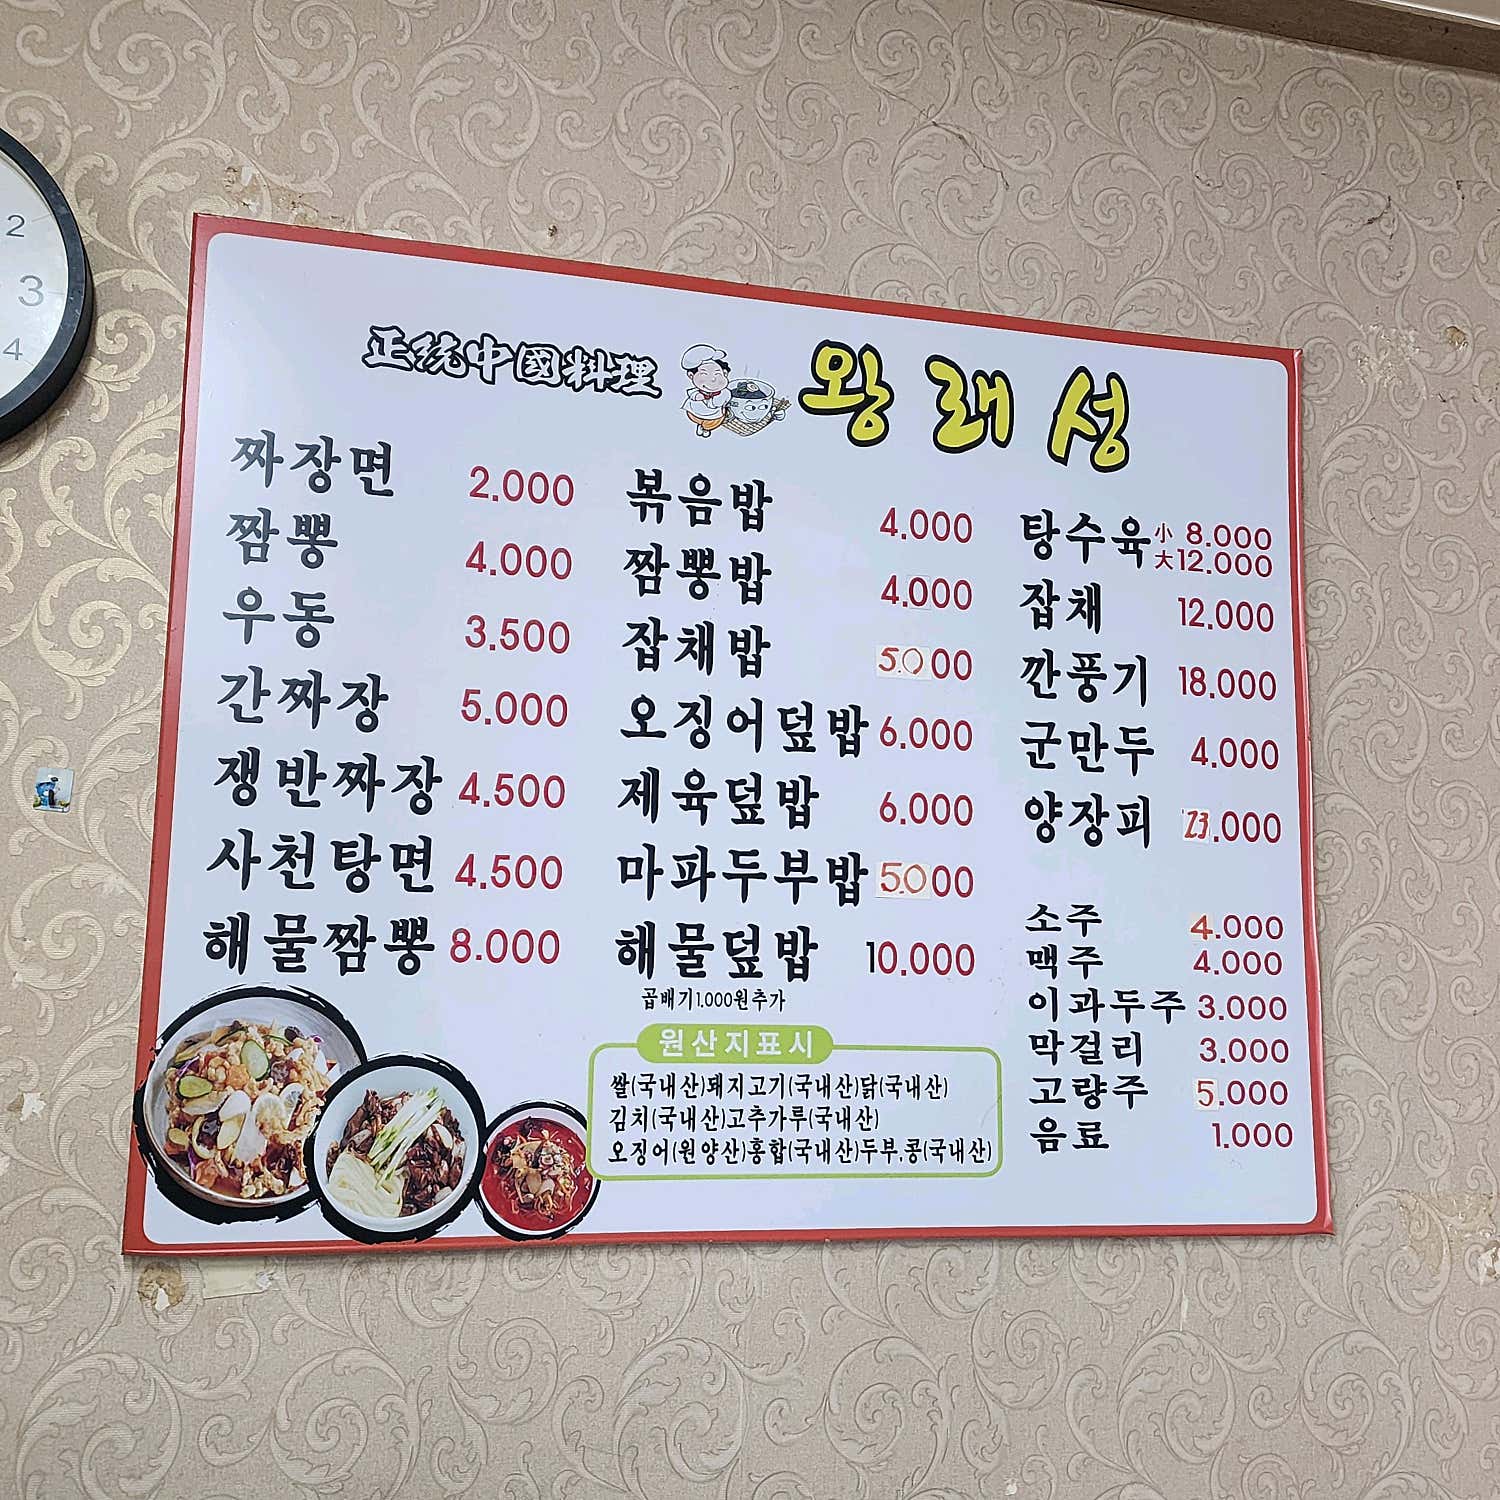 2
3
4
正統中國料理 왕래성
짜장면 2.000
짬뽕 4.000
우동 3.500
간짜장 5.000
쟁반짜장 4.500
사천탕면 4.500
해물짬뽕 8.000
볶음밥 4.000
짬뽕밥 4.000
잡채밥 5.000
오징어덮밥 6.000
제육덮밥 6.000
마파두부밥 5.000
해물덮밥 10.000
곱배기1.000원추가
원산지표시
쌀(국내산)돼지고기(국내산)닭(국내산)
김치(국내산)고추가루(국내산)
오징어(원양산)홍합(국내산)두부.콩(국내산)
탕수육 小 8.000
大 12.000
잡채 12.000
깐풍기 18.000
군만두 4.000
양장피 23.000
소주 4.000
맥주 4.000
이과두주 3.000
막걸리 3.000
고량주 5.000
음료 1.000